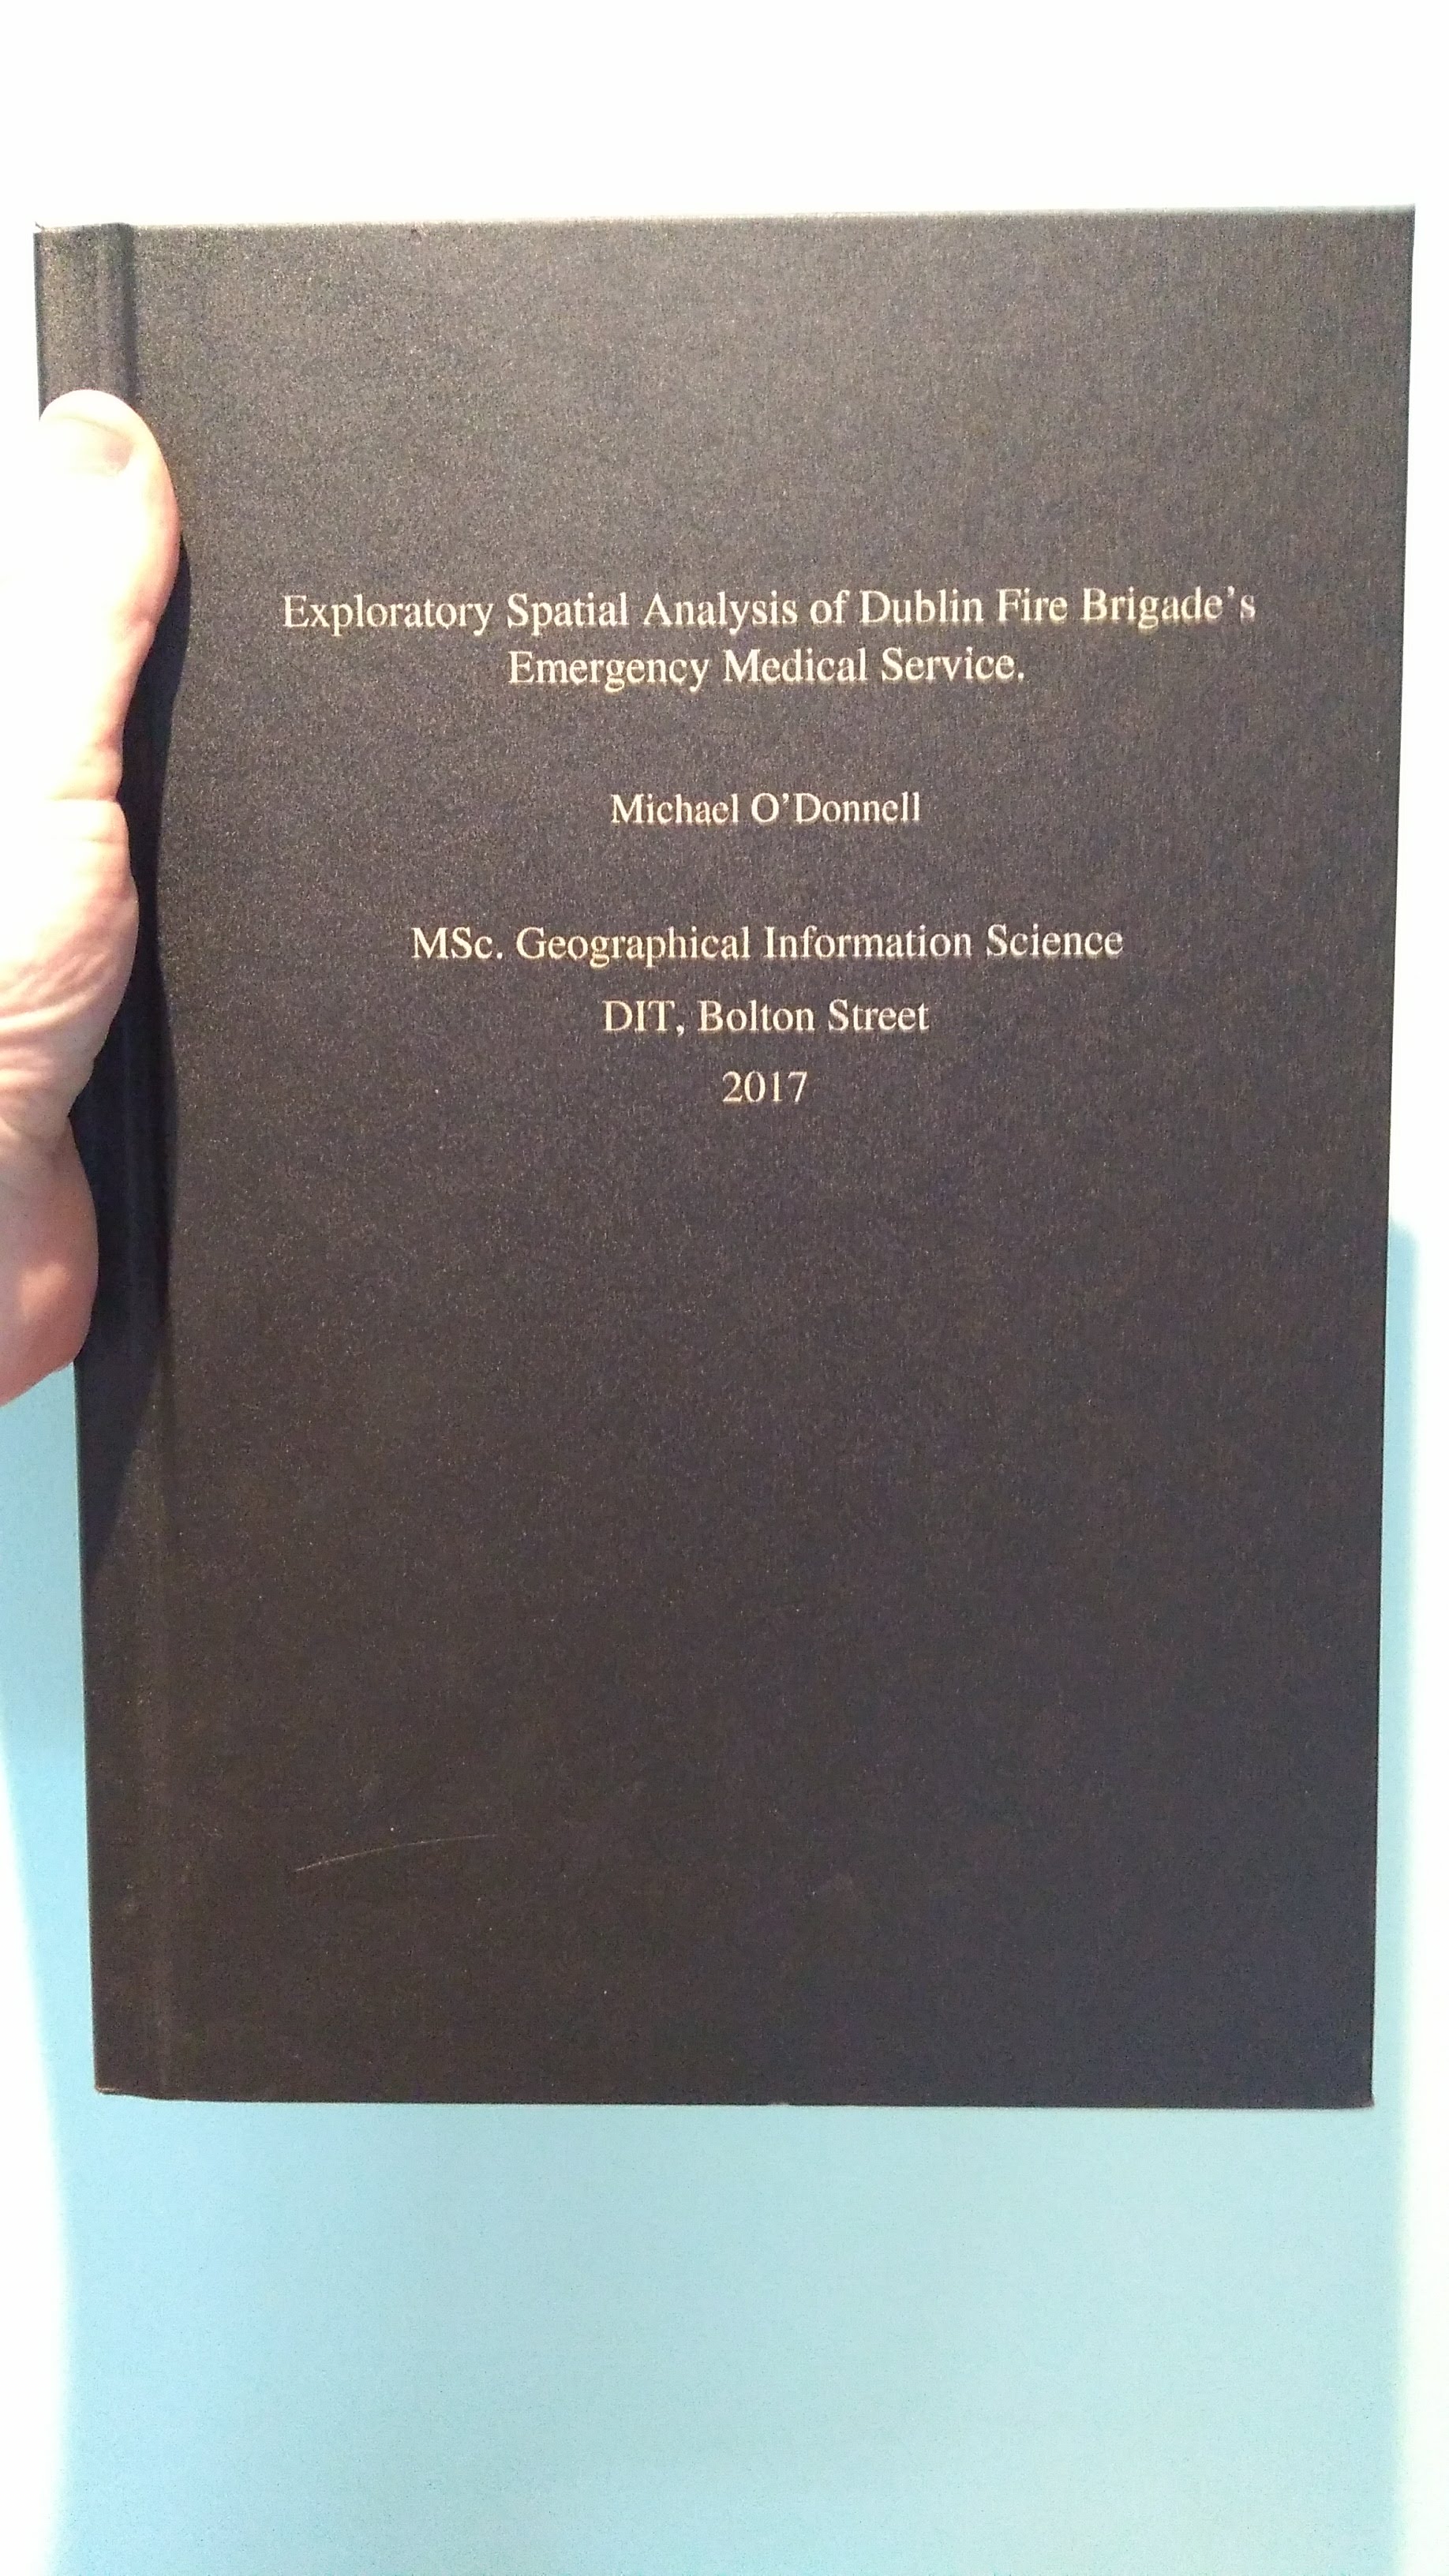 Exploratory Spatial Analysis of Dublin Fire Brigade's
Emergency Medical Service.
Michael O'Donnell
MSc. Geographical Information Science
DIT, Bolton Street
2017